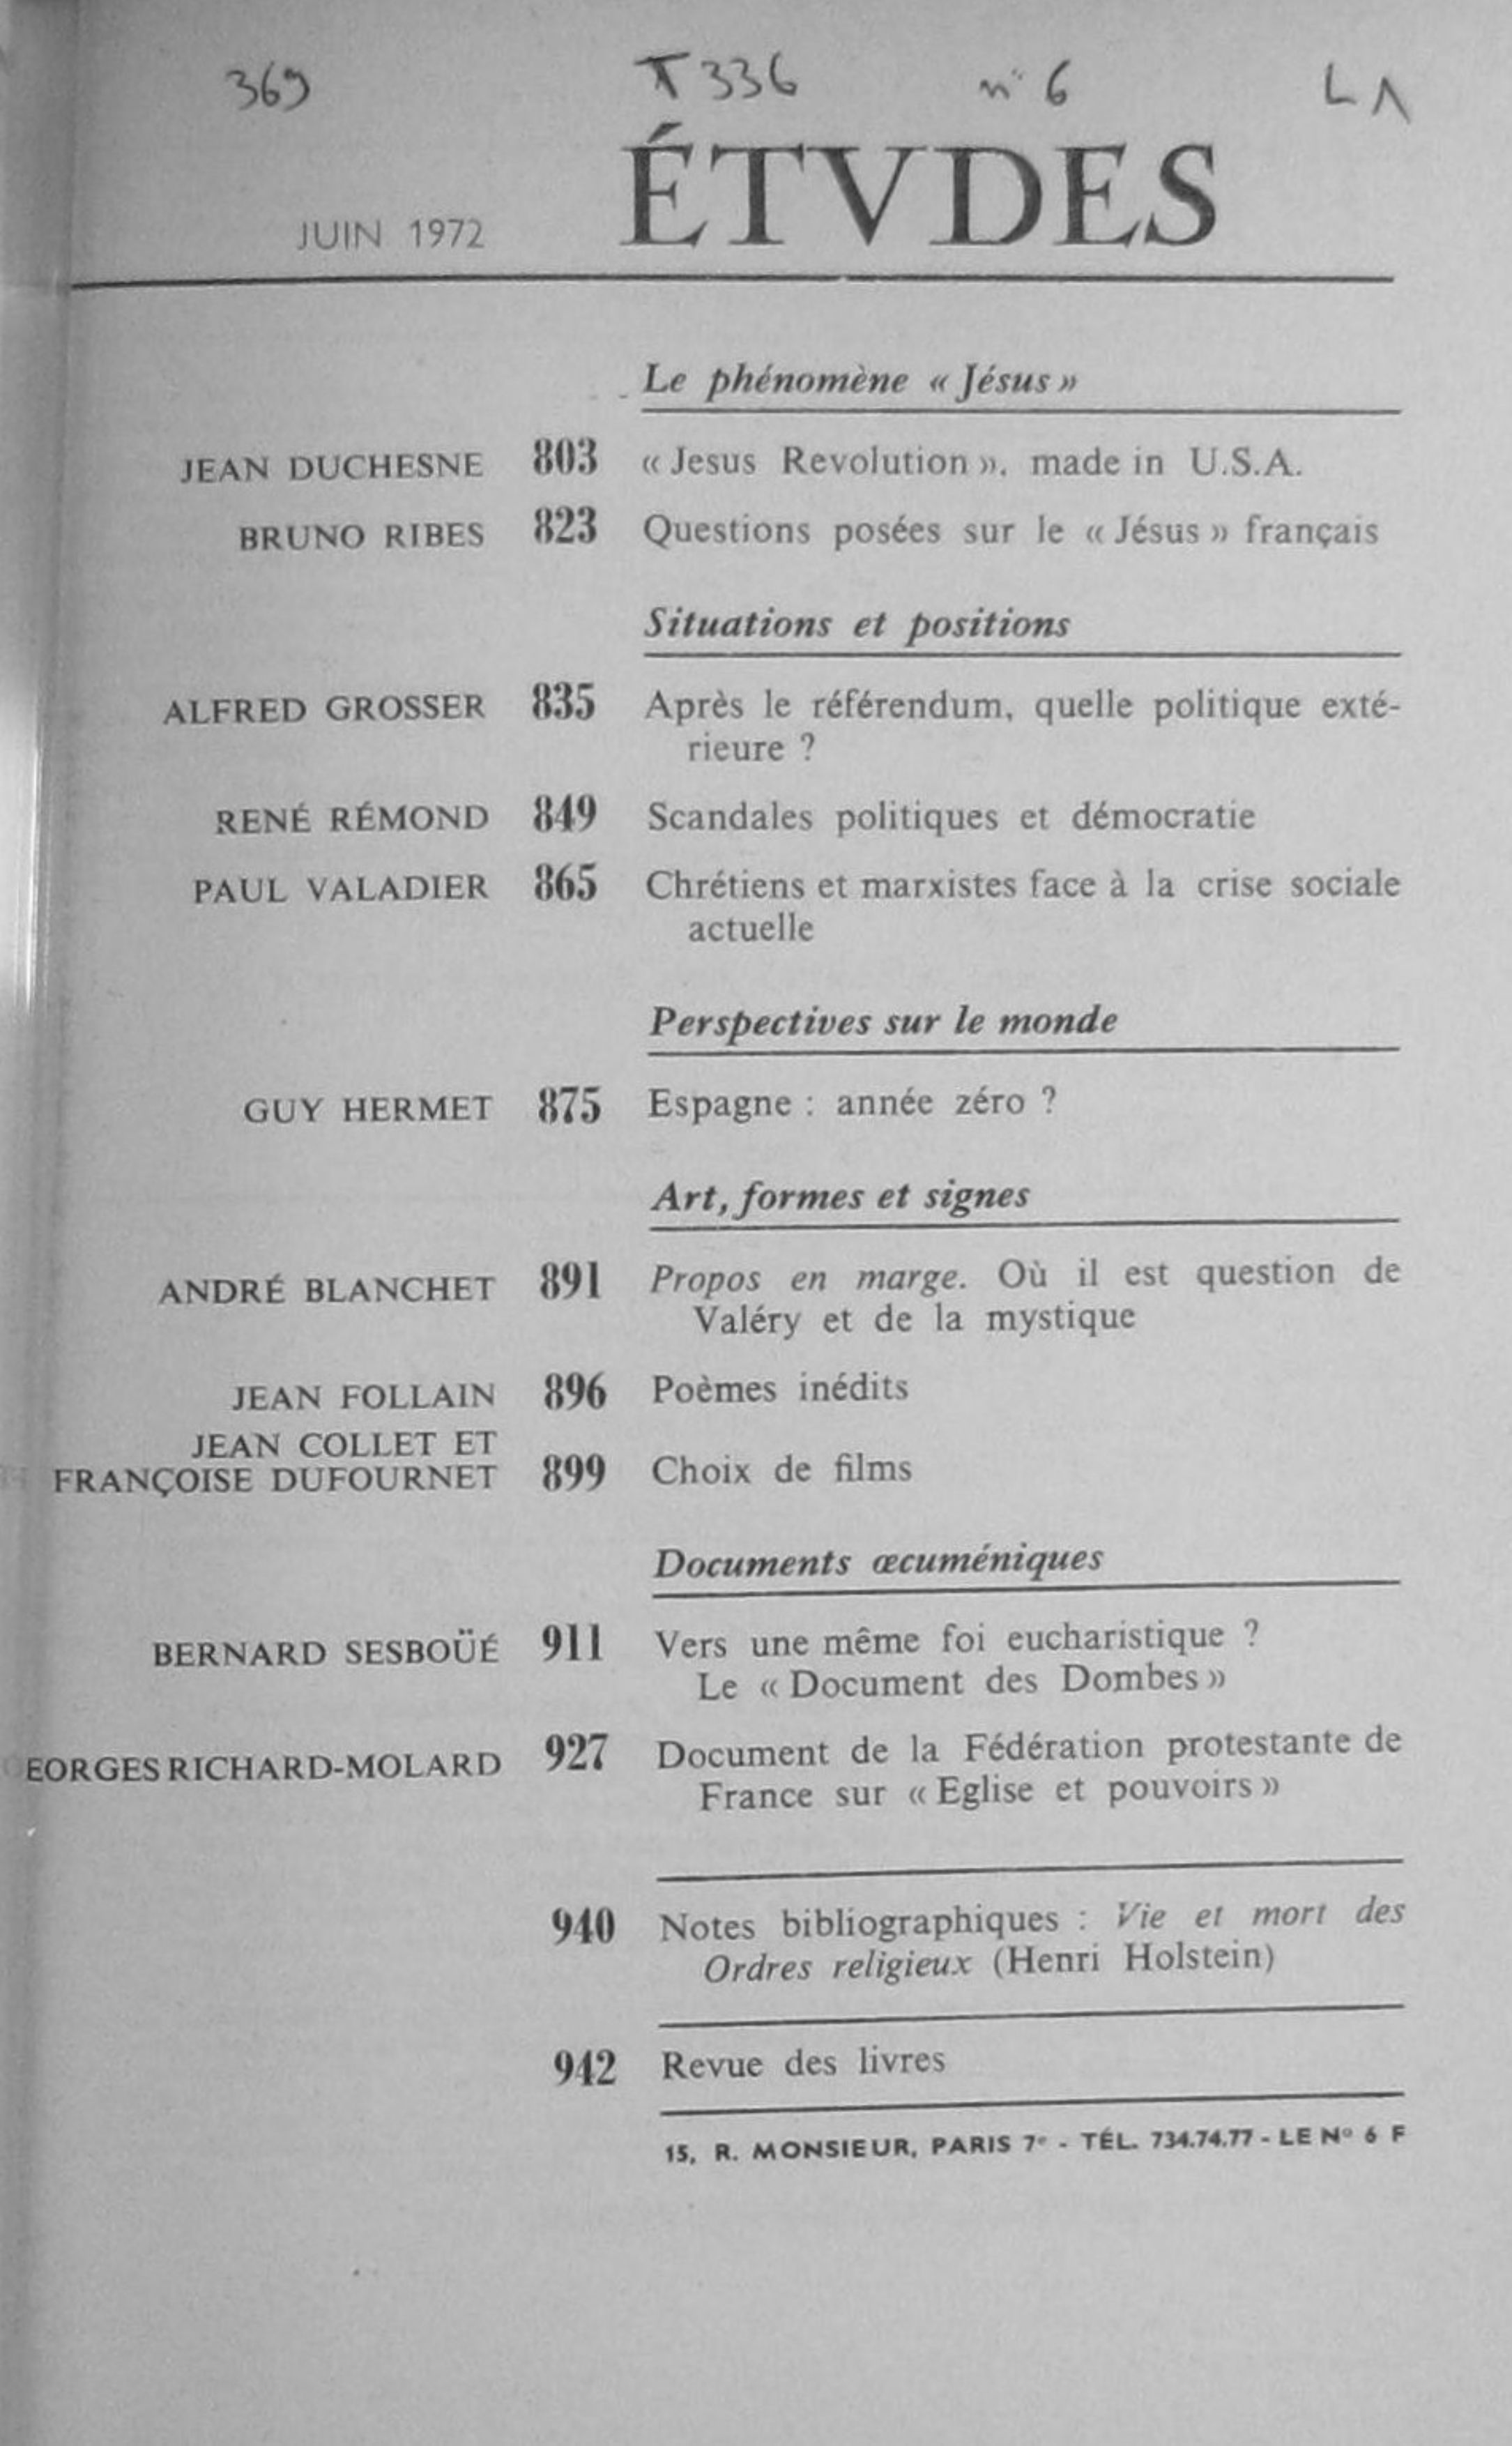 369 T336 n° 6 L1
JUIN 1972 ÉTVDES
Le phénomène « Jésus »
JEAN DUCHESNE 803 « Jesus Revolution », made in U.S.A.
BRUNO RIBES 823 Questions posées sur le « Jésus » français
Situations et positions
ALFRED GROSSER 835 Après le référendum, quelle politique exté-
rieure ?
RENÉ RÉMOND 849 Scandales politiques et démocratie
PAUL VALADIER 865 Chrétiens et marxistes face à la crise sociale
actuelle
Perspectives sur le monde
GUY HERMET 875 Espagne : année zéro ?
Art, formes et signes
ANDRÉ BLANCHET 891 Propos en marge. Où il est question de
Valéry et de la mystique
JEAN FOLLAIN 896 Poèmes inédits
JEAN COLLET ET
FRANÇOISE DUFOURNET 899 Choix de films
Documents œcuméniques
BERNARD SESBOÜÉ 911 Vers une même foi eucharistique ?
Le « Document des Dombes »
EORGES RICHARD-MOLARD 927 Document de la Fédération protestante de
France sur « Eglise et pouvoirs »
940 Notes bibliographiques : Vie et mort des
Ordres religieux (Henri Holstein)
942 Revue des livres
15, R. MONSIEUR, PARIS 7e - TÉL. 734.74.77 - LE N° 6 F